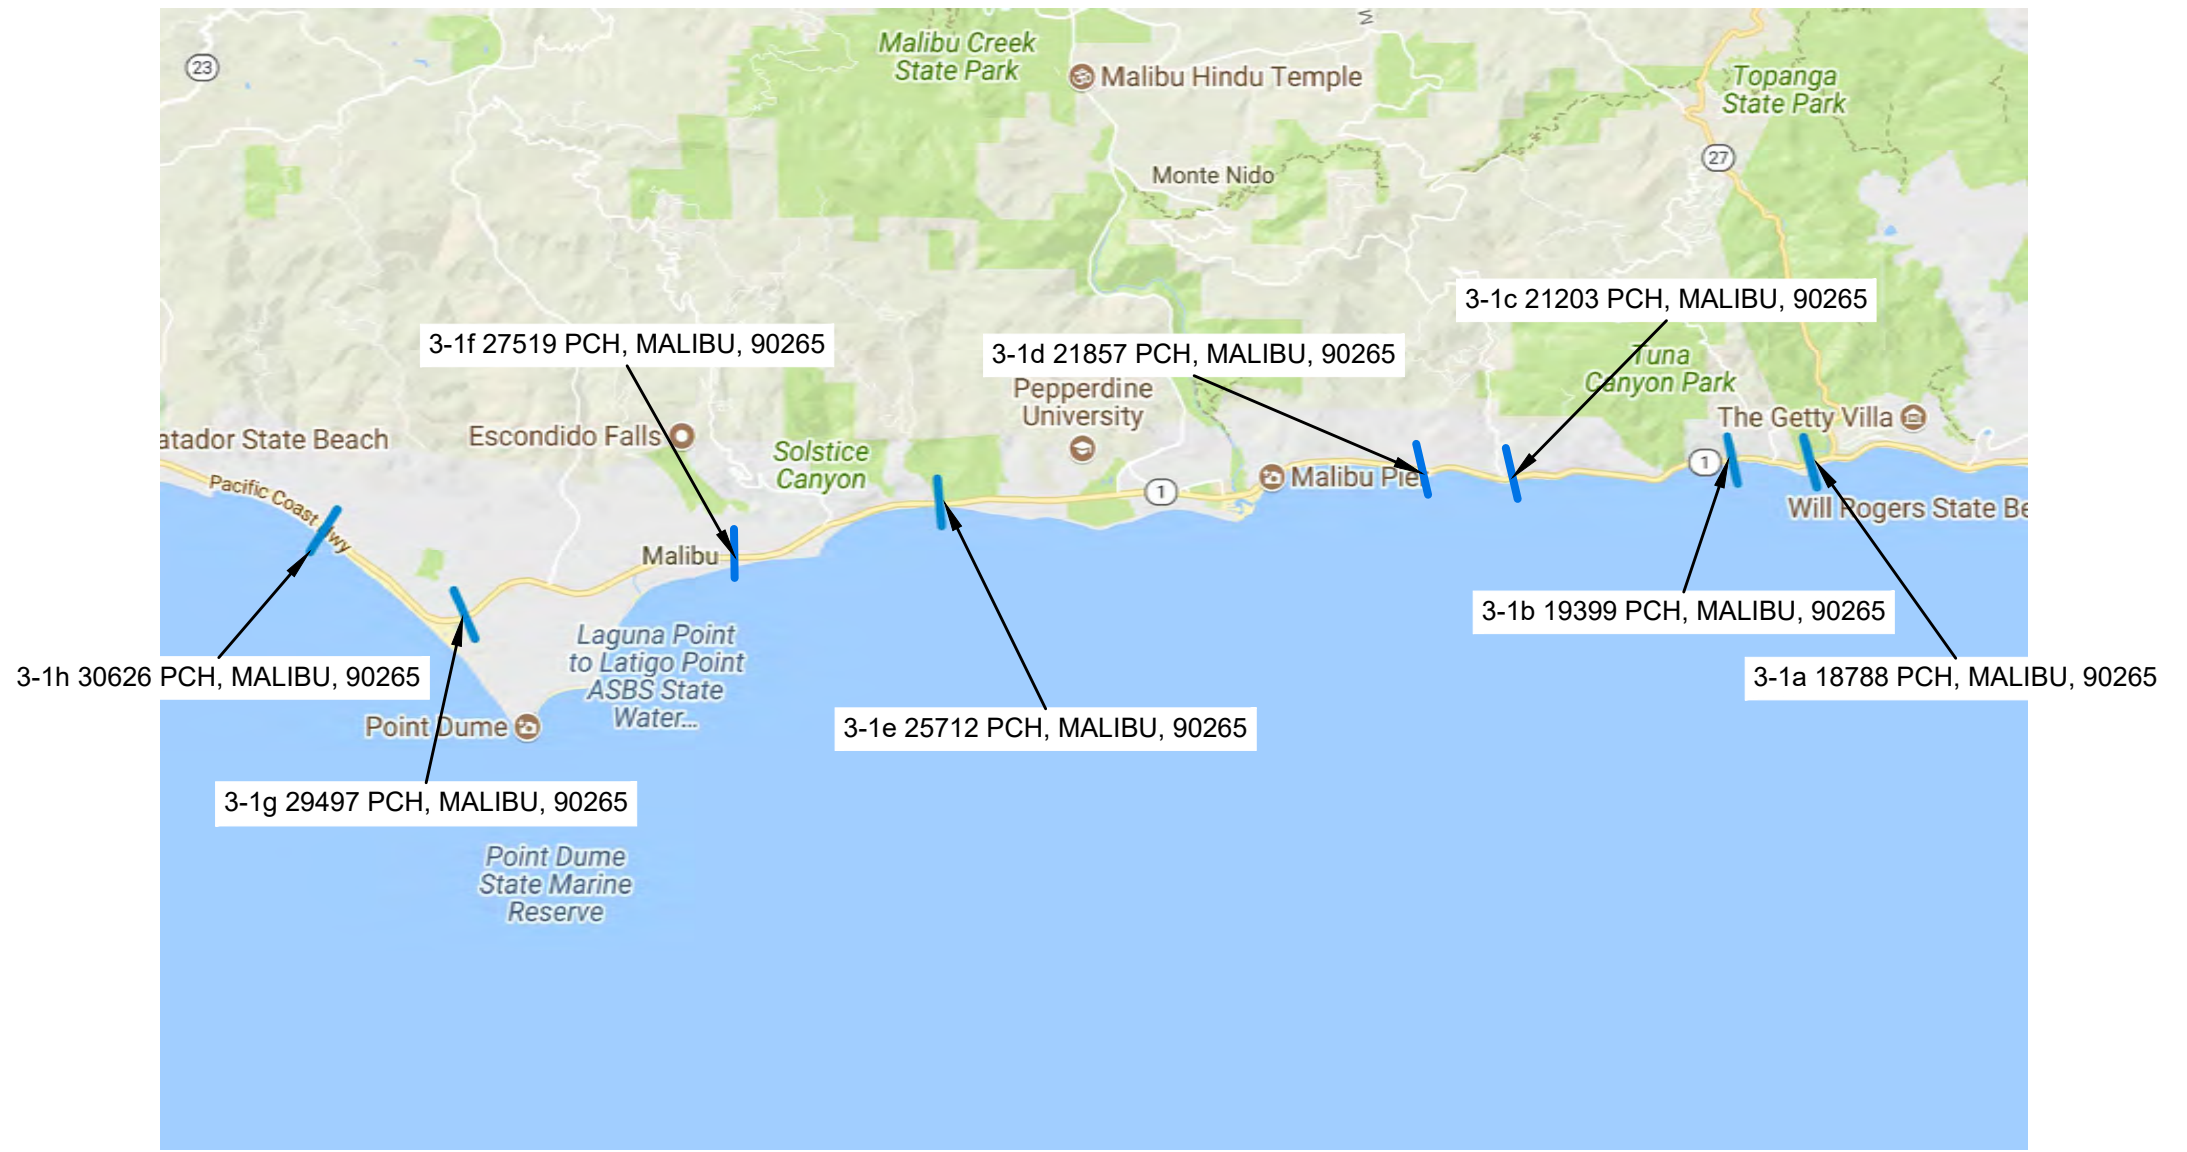 Malibu Creek
State Park
23
Malibu Hindu Temple
Topanga
State Park
27
Monte Nido
3-1c 21203 PCH, MALIBU, 90265
3-1f 27519 PCH, MALIBU, 90265
3-1d 21857 PCH, MALIBU, 90265
Tuna
Canyon Park
Pepperdine
University
The Getty Villa
atador State Beach
Escondido Falls
Solstice
Canyon
1
Malibu Pie
1
Pacific Coast Hwy
Will Rogers State Be
Malibu
3-1b 19399 PCH, MALIBU, 90265
Laguna Point
to Latigo Point
ASBS State
Water...
3-1h 30626 PCH, MALIBU, 90265
3-1a 18788 PCH, MALIBU, 90265
Point Dume
3-1e 25712 PCH, MALIBU, 90265
3-1g 29497 PCH, MALIBU, 90265
Point Dume
State Marine
Reserve